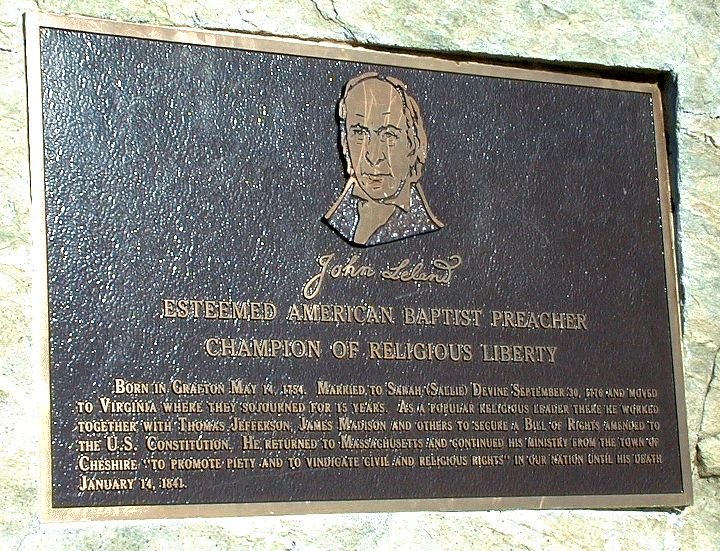 John Leland
ESTEEMED AMERICAN BAPTIST PREACHER
CHAMPION OF RELIGIOUS LIBERTY
BORN IN GRAFTON MAY 14, 1754. MARRIED TO SARAH (SALLIE) DEVINE SEPTEMBER 30, 1776 AND MOVED
TO VIRGINIA WHERE THEY SOJOURNED FOR 15 YEARS. AS A POPULAR RELIGIOUS LEADER THERE HE WORKED
TOGETHER WITH THOMAS JEFFERSON, JAMES MADISON AND OTHERS TO SECURE A BILL OF RIGHTS AMENDED TO
THE U.S. CONSTITUTION. HE RETURNED TO MASSACHUSETTS AND CONTINUED HIS MINISTRY FROM THE TOWN OF
CHESHIRE "TO PROMOTE PIETY AND TO VINDICATE CIVIL AND RELIGIOUS RIGHTS" IN OUR NATION UNTIL HIS DEATH
JANUARY 14, 1841.